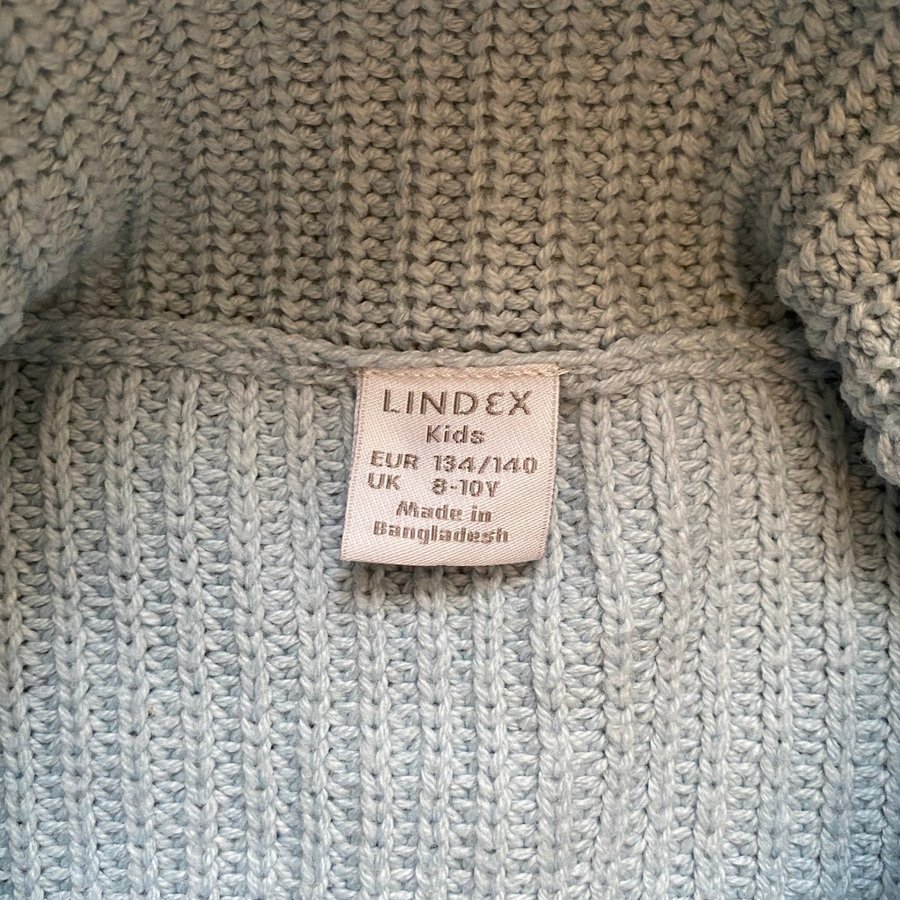 LINDEX
Kids
EUR 134/140
UK 8-10Y
Made in
Bangladesh